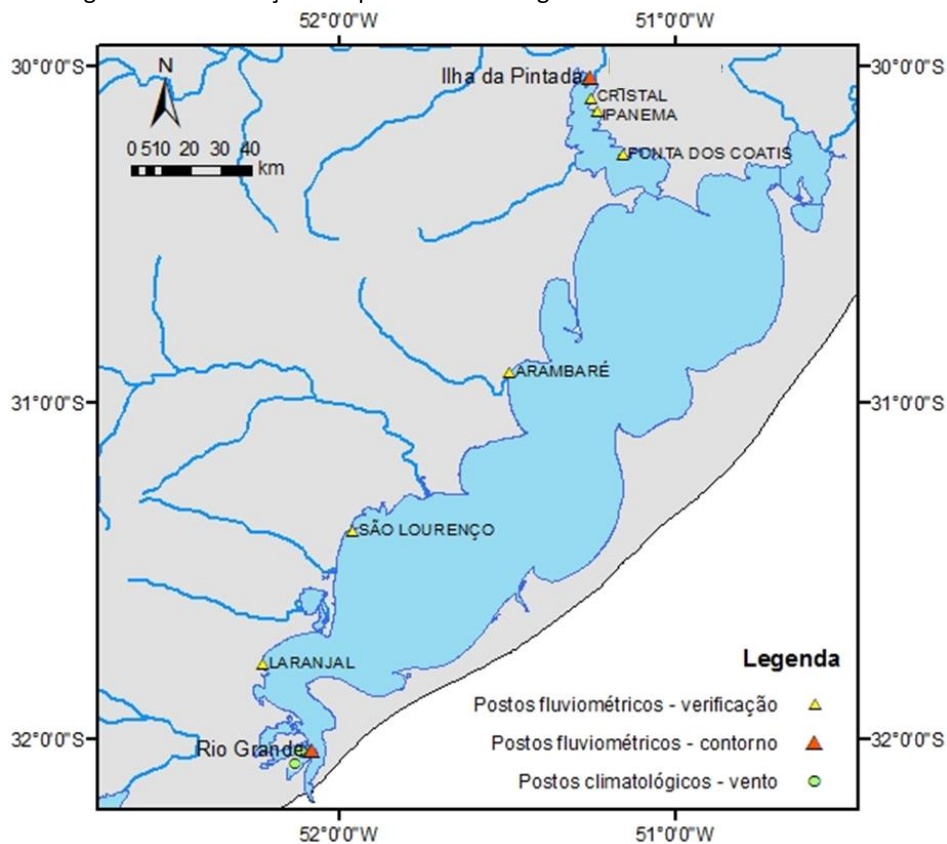 52°0'0"W 51°0'0"W
30°0'0"S 30°0'0"S
N
Ilha da Pintada
CRISTAL
IPANEMA
0 5 10 20 30 40
km
PONTA DOS COATIS
ARAMBARÉ
31°0'0"S 31°0'0"S
SÃO LOURENÇO
LARANJAL
Legenda
Postos fluviométricos - verificação
Rio Grande
32°0'0"S 32°0'0"S
Postos fluviométricos - contorno
Postos climatológicos - vento
52°0'0"W 51°0'0"W